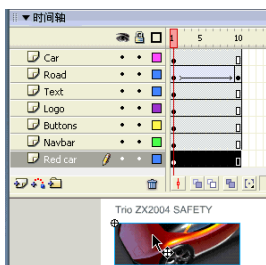 时间轴
1 5 10
Car
Road
Text
Logo
Buttons
Navbar
Red car
Trio ZX2004 SAFETY